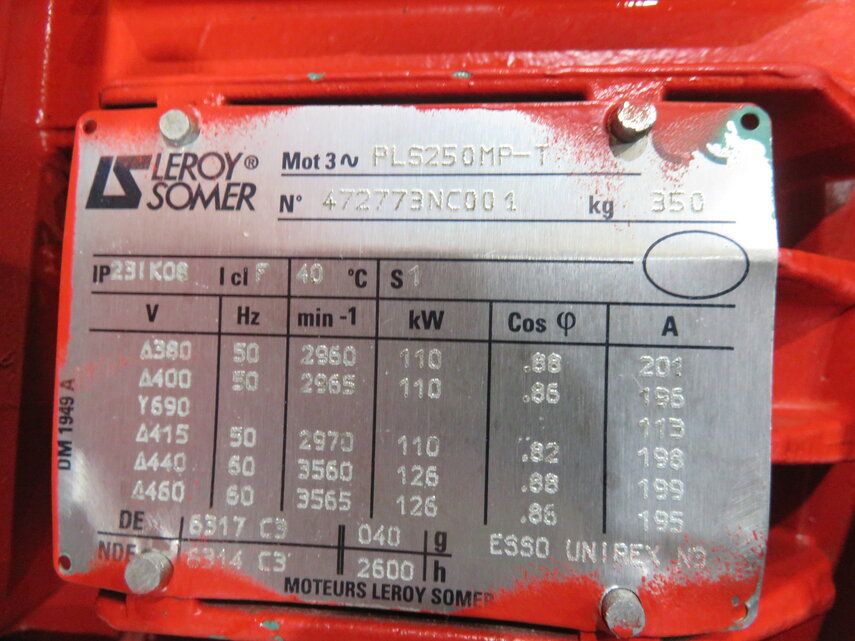 LEROY® SOMER
Mot 3∿ PLS250MP-T
N° 472773NC001 kg 350
IP23IK08 I cl F 40 °C S1
V Hz min-1 kW Cos φ A
Δ380 50 2960 110 .88 201
Δ400 50 2965 110 .86 196
Y690 113
Δ415 50 2970 110 .82 198
Δ440 60 3560 126 .88 199
Δ460 60 3565 126 .86 195
DE 6317 C3 040 g ESSO UNIREX N3
NDE 6314 C3 2600 h
MOTEURS LEROY SOMER
DM 1949 A